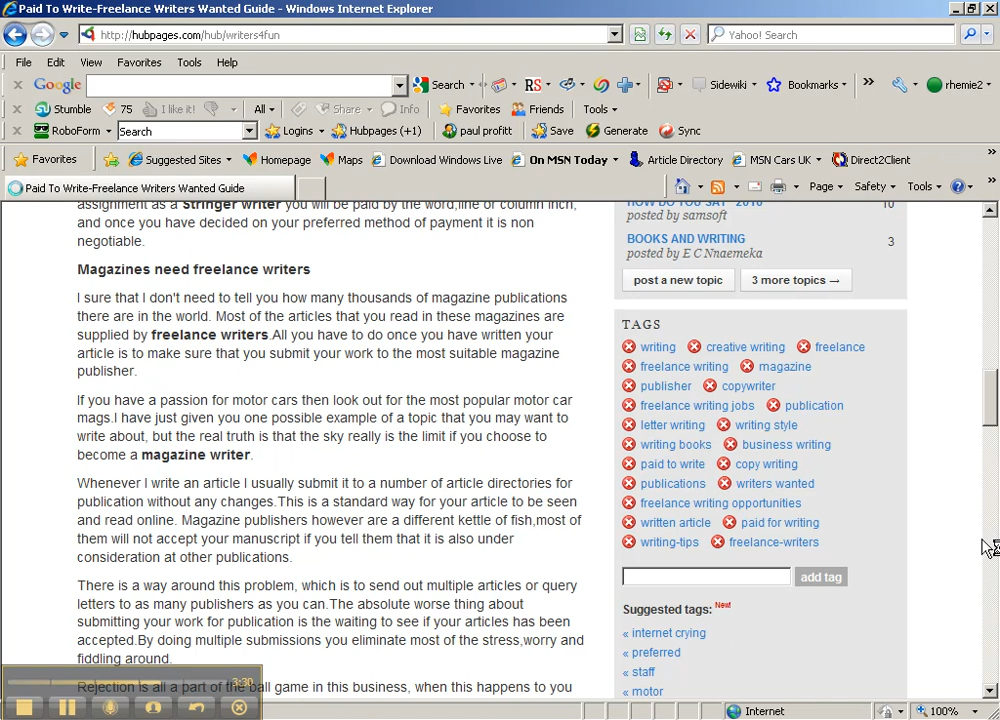 Paid To Write-Freelance Writers Wanted Guide - Windows Internet Explorer
http://hubpages.com/hub/writers4fun
Yahoo! Search
File Edit View Favorites Tools Help
Google Search RS Sidewiki Bookmarks » rhemie2
Stumble 75 I like it! All Share Info Favorites Friends Tools
RoboForm Search Logins Hubpages (+1) paul profitt Save Generate Sync
Favorites Suggested Sites Homepage Maps Download Windows Live On MSN Today Article Directory MSN Cars UK Direct2Client »
Paid To Write-Freelance Writers Wanted Guide Page Safety Tools »
assignment as a Stringer writer you will be paid by the word,line or column inch,
and once you have decided on your preferred method of payment it is non
negotiable.
Magazines need freelance writers
I sure that I don't need to tell you how many thousands of magazine publications
there are in the world. Most of the articles that you read in these magazines are
supplied by freelance writers.All you have to do once you have written your
article is to make sure that you submit your work to the most suitable magazine
publisher.
If you have a passion for motor cars then look out for the most popular motor car
mags.I have just given you one possible example of a topic that you may want to
write about, but the real truth is that the sky really is the limit if you choose to
become a magazine writer.
Whenever I write an article I usually submit it to a number of article directories for
publication without any changes.This is a standard way for your article to be seen
and read online. Magazine publishers however are a different kettle of fish,most of
them will not accept your manuscript if you tell them that it is also under
consideration at other publications.
There is a way around this problem, which is to send out multiple articles or query
letters to as many publishers as you can.The absolute worse thing about
submitting your work for publication is the waiting to see if your articles has been
accepted.By doing multiple submissions you eliminate most of the stress,worry and
fiddling around.
Rejection is all a part of the ball game in this business, when this happens to you
HOW DO YOU SAY "2010" 10
posted by samsoft
BOOKS AND WRITING 3
posted by E C Nnaemeka
post a new topic 3 more topics →
TAGS
writing creative writing freelance
freelance writing magazine
publisher copywriter
freelance writing jobs publication
letter writing writing style
writing books business writing
paid to write copy writing
publications writers wanted
freelance writing opportunities
written article paid for writing
writing-tips freelance-writers
add tag
Suggested tags: New!
« internet crying
« preferred
« staff
« motor
3:30
Internet 100%